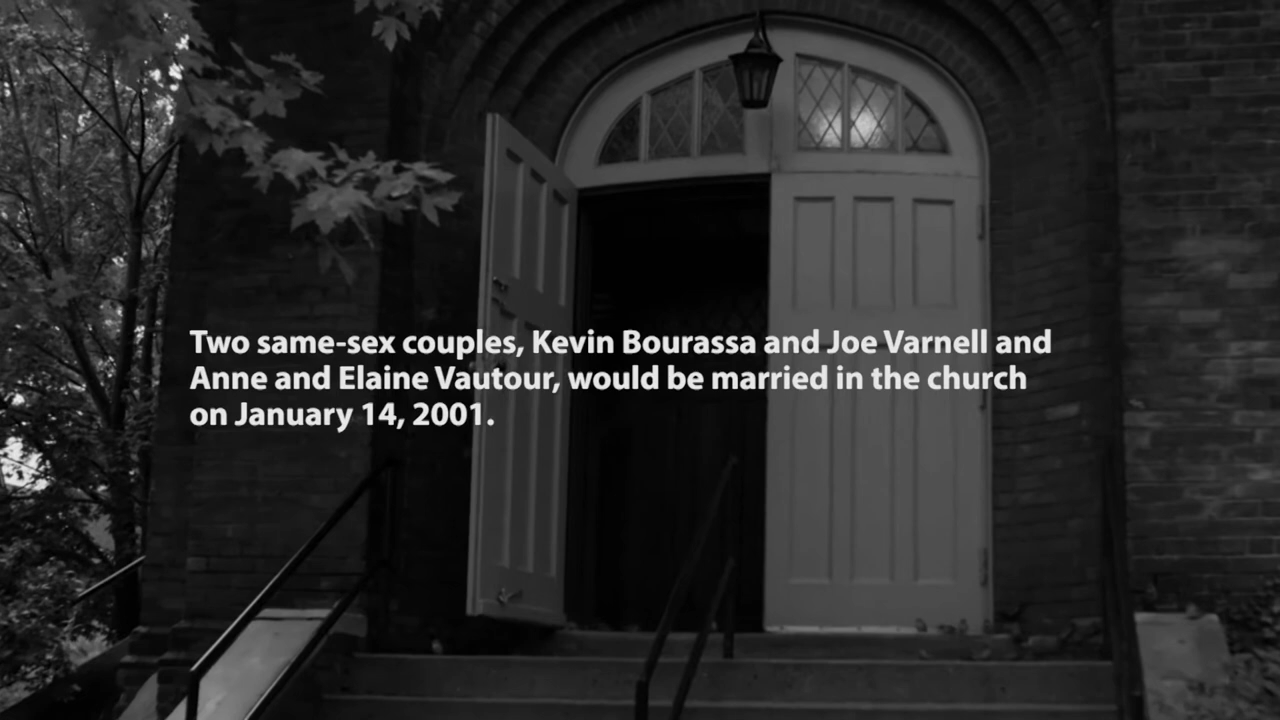 Two same-sex couples, Kevin Bourassa and Joe Varnell and
Anne and Elaine Vautour, would be married in the church
on January 14, 2001.